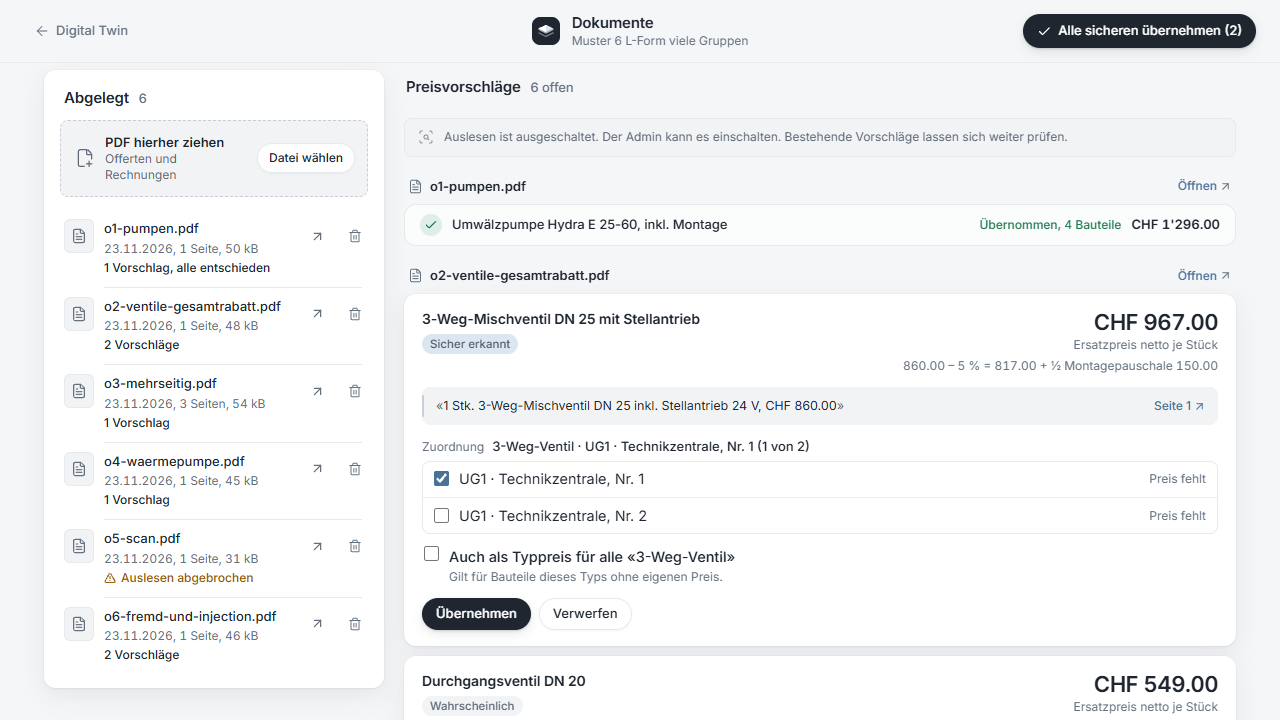 Digital Twin
Dokumente
Muster 6 L-Form viele Gruppen
Alle sicheren übernehmen (2)
Abgelegt 6
PDF hierher ziehen
Offerten und
Rechnungen
Datei wählen
o1-pumpen.pdf
23.11.2026, 1 Seite, 50 kB
1 Vorschlag, alle entschieden
o2-ventile-gesamtrabatt.pdf
23.11.2026, 1 Seite, 48 kB
2 Vorschläge
o3-mehrseitig.pdf
23.11.2026, 3 Seiten, 54 kB
1 Vorschlag
o4-waermepumpe.pdf
23.11.2026, 1 Seite, 45 kB
1 Vorschlag
o5-scan.pdf
23.11.2026, 1 Seite, 31 kB
Auslesen abgebrochen
o6-fremd-und-injection.pdf
23.11.2026, 1 Seite, 46 kB
2 Vorschläge
Preisvorschläge 6 offen
Auslesen ist ausgeschaltet. Der Admin kann es einschalten. Bestehende Vorschläge lassen sich weiter prüfen.
o1-pumpen.pdf Öffnen
Umwälzpumpe Hydra E 25-60, inkl. Montage Übernommen, 4 Bauteile CHF 1'296.00
o2-ventile-gesamtrabatt.pdf Öffnen
3-Weg-Mischventil DN 25 mit Stellantrieb CHF 967.00
Sicher erkannt Ersatzpreis netto je Stück
860.00 – 5 % = 817.00 + ½ Montagepauschale 150.00
«1 Stk. 3-Weg-Mischventil DN 25 inkl. Stellantrieb 24 V, CHF 860.00» Seite 1
Zuordnung 3-Weg-Ventil · UG1 · Technikzentrale, Nr. 1 (1 von 2)
UG1 · Technikzentrale, Nr. 1 Preis fehlt
UG1 · Technikzentrale, Nr. 2 Preis fehlt
Auch als Typpreis für alle «3-Weg-Ventil»
Gilt für Bauteile dieses Typs ohne eigenen Preis.
Übernehmen Verwerfen
Durchgangsventil DN 20 CHF 549.00
Wahrscheinlich Ersatzpreis netto je Stück